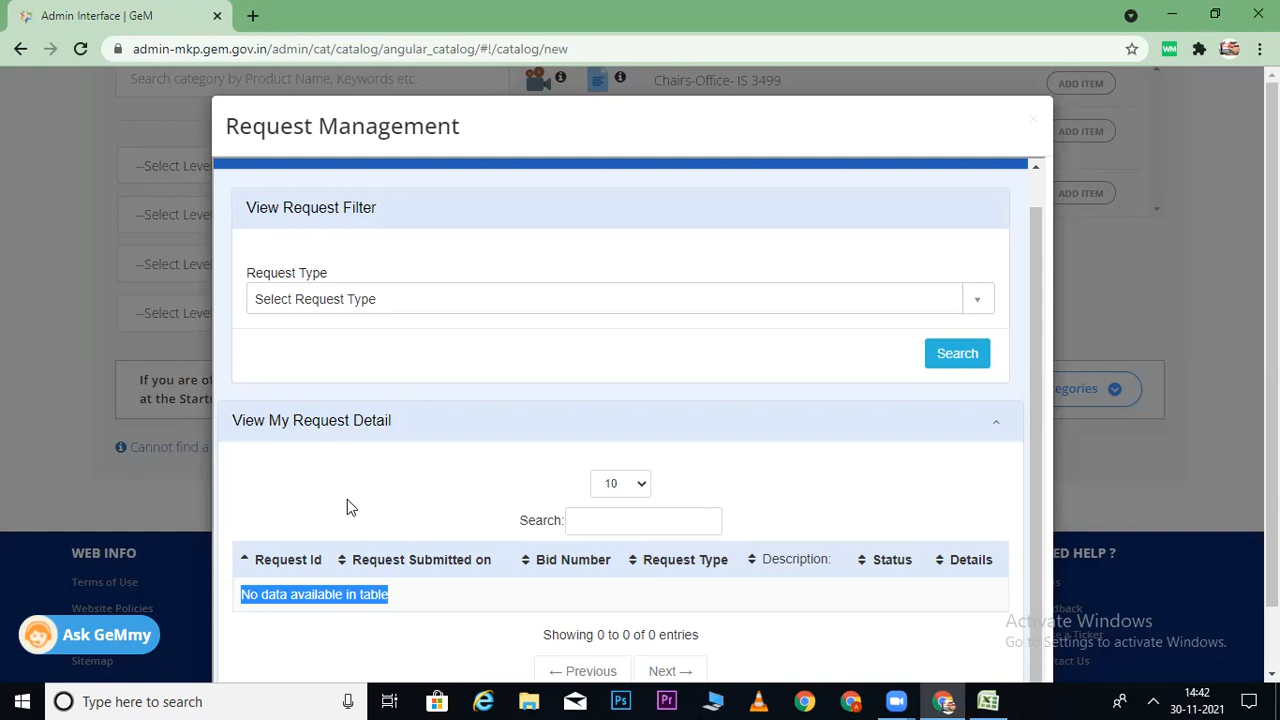 Admin Interface | GeM
admin-mkp.gem.gov.in/admin/cat/catalog/angular_catalog/#!/catalog/new
WM
Search category by Product Name, Keywords etc.
Chairs-Office- IS 3499
ADD ITEM
Request Management
ADD ITEM
--Select Leve
ADD ITEM
View Request Filter
--Select Leve
--Select Leve
Request Type
Select Request Type
--Select Leve
Search
If you are of
at the Start
egories
View My Request Detail
Cannot find a
10
Search:
Request Id
Request Submitted on
Bid Number
Request Type
Description:
Status
Details
No data available in table
WEB INFO
ED HELP ?
Terms of Use
Website Policies
dback
Activate Windows
Go to Settings to activate Windows.
Ask GeMmy
Showing 0 to 0 of 0 entries
Sitemap
← Previous
Next →
Type here to search
Ps
Pr
14:42
30-11-2021